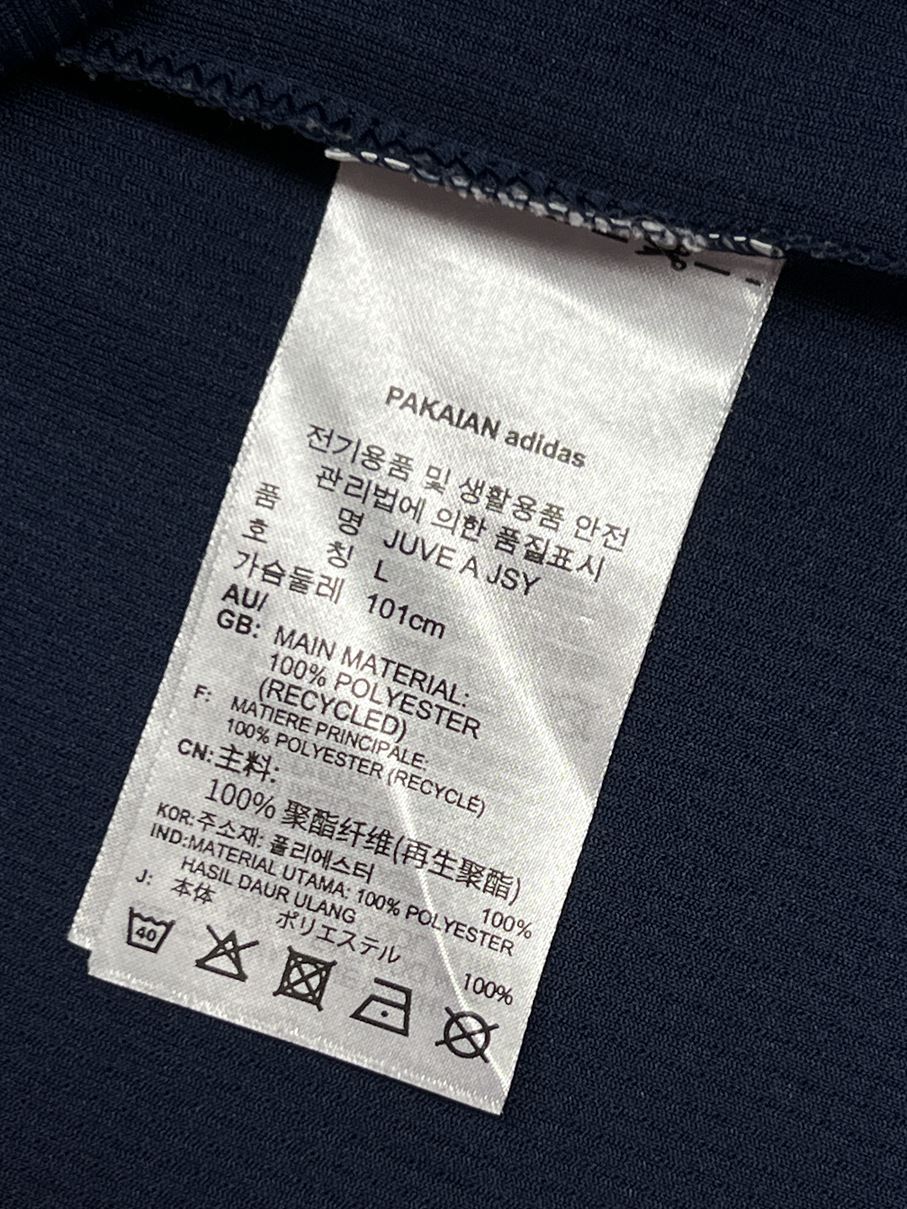 PAKAIAN adidas
전기용품 및 생활용품 안전
관리법에 의한 품질표시
품 명 JUVE A JSY
호 칭 L
가슴둘레 101cm
AU/
GB: MAIN MATERIAL:
100% POLYESTER
(RECYCLED)
F: MATIERE PRINCIPALE:
100% POLYESTER (RECYCLÉ)
CN:主料:
100% 聚酯纤维(再生聚酯)
KOR:주소재: 폴리에스터 100%
IND:MATERIAL UTAMA: 100% POLYESTER
HASIL DAUR ULANG
J: 本体 ポリエステル 100%
40